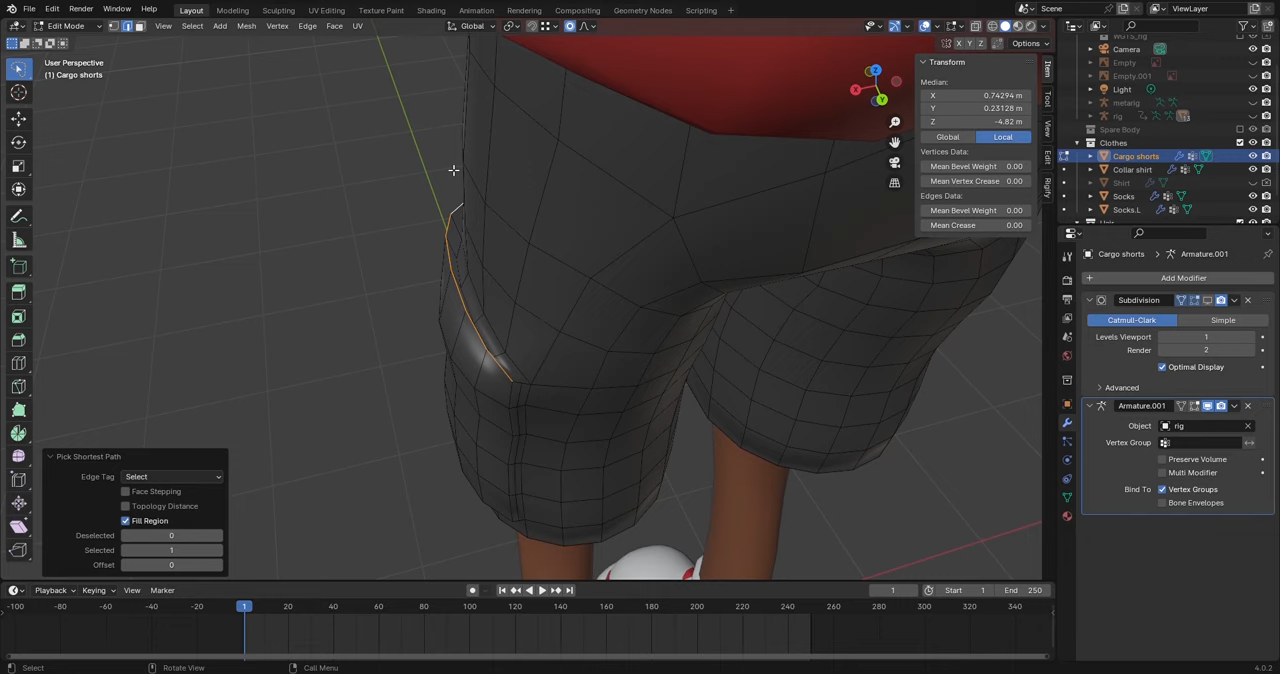 File Edit Render Window Help Layout Modeling Sculpting UV Editing Texture Paint Shading Animation Rendering Compositing Geometry Nodes Scripting + Scene ViewLayer
Edit Mode View Select Add Mesh Vertex Edge Face UV Global
X Y Z Options
User Perspective
(1) Cargo shorts
Transform
Median:
X 0.74294 m
Y 0.23128 m
Z -4.82 m
Global Local
Vertices Data:
Mean Bevel Weight 0.00
Mean Vertex Crease 0.00
Edges Data:
Mean Bevel Weight 0.00
Mean Crease 0.00
Item
Tool
View
Edit
Rigify
Z
X
Y
WGTS_rig
Camera
Empty
Empty.001
Light
metarig
rig 13
Spare Body
Clothes
Cargo shorts
Collar shirt
Shirt
Socks
Socks.L
Cargo shorts > Armature.001
Add Modifier
Subdivision
Catmull-Clark Simple
Levels Viewport 1
Render 2
Optimal Display
Advanced
Armature.001
Object rig
Vertex Group
Preserve Volume
Multi Modifier
Bind To Vertex Groups
Bone Envelopes
Pick Shortest Path
Edge Tag Select
Face Stepping
Topology Distance
Fill Region
Deselected 0
Selected 1
Offset 0
Playback Keying View Marker 1 Start 1 End 250
-100 -80 -60 -40 -20 1 20 40 60 80 100 120 140 160 180 200 220 240 260 280 300 320 340
Select Rotate View Call Menu 4.0.2